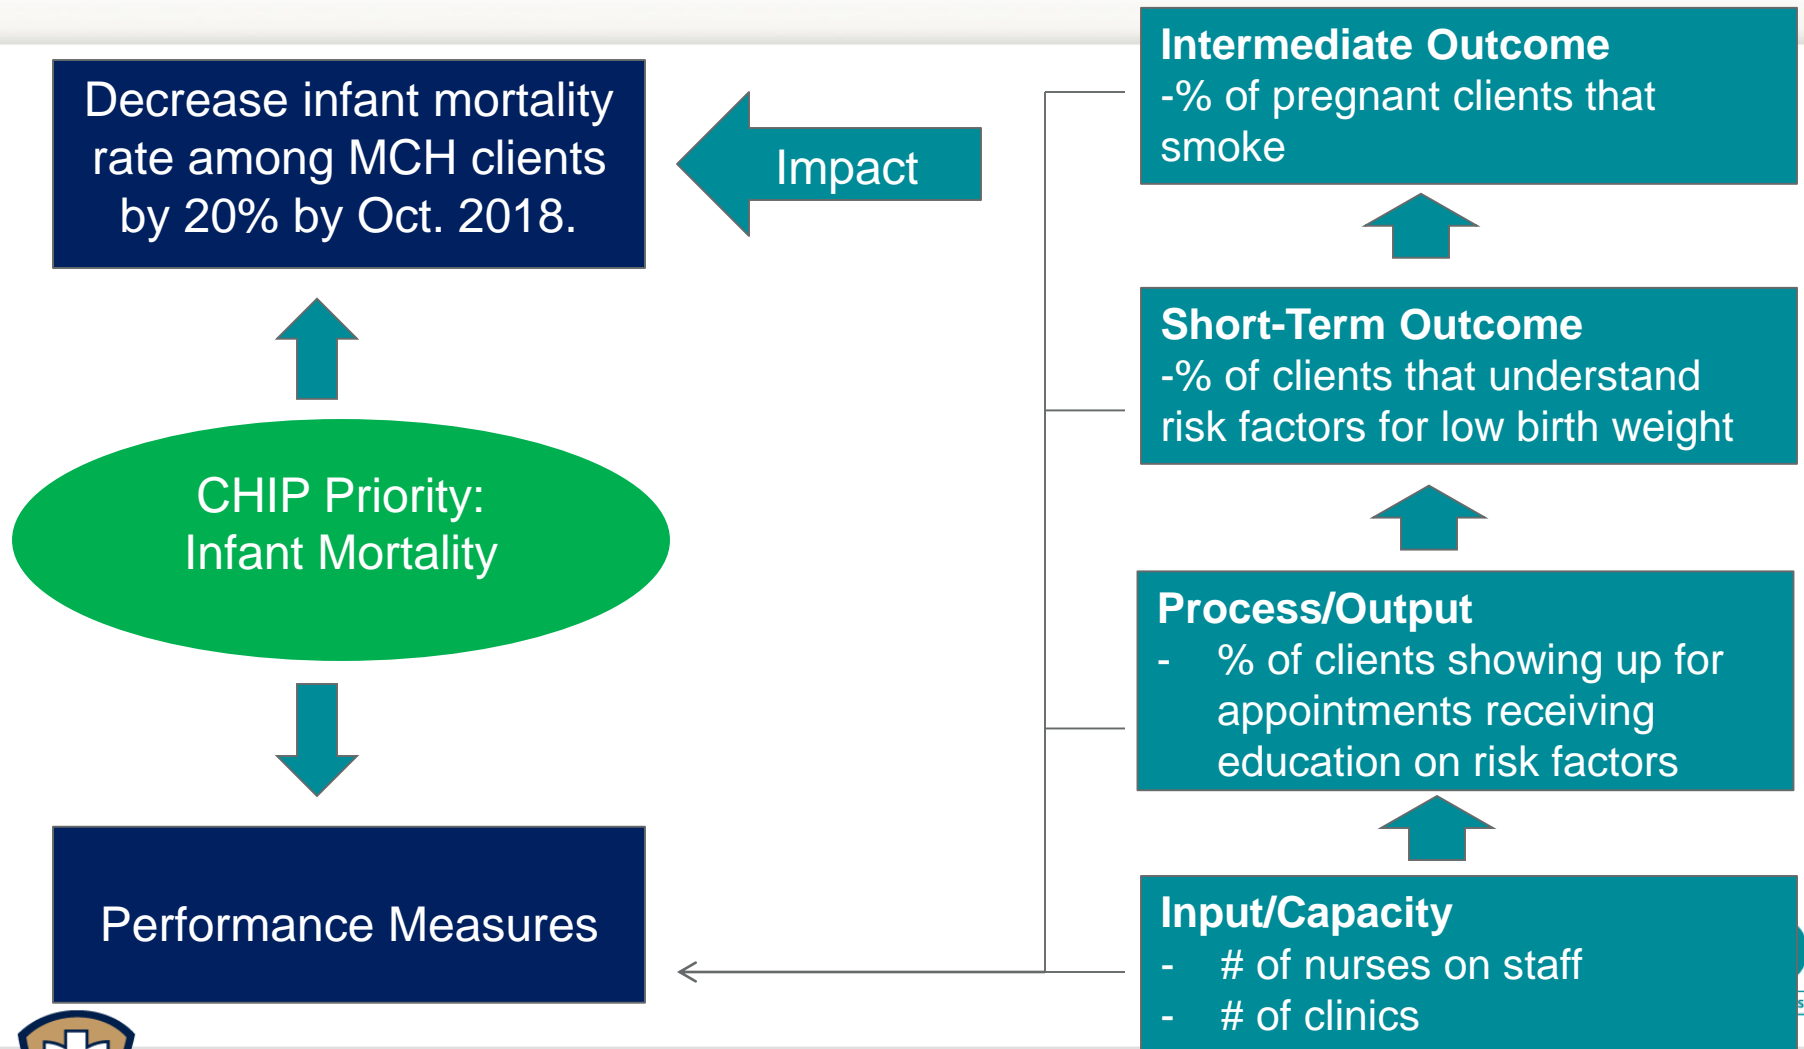 Decrease infant mortality
rate among MCH clients
by 20% by Oct. 2018.
Impact
CHIP Priority:
Infant Mortality
Performance Measures
Intermediate Outcome
-% of pregnant clients that
smoke
Short-Term Outcome
-% of clients that understand
risk factors for low birth weight
Process/Output
- % of clients showing up for
appointments receiving
education on risk factors
Input/Capacity
- # of nurses on staff
- # of clinics